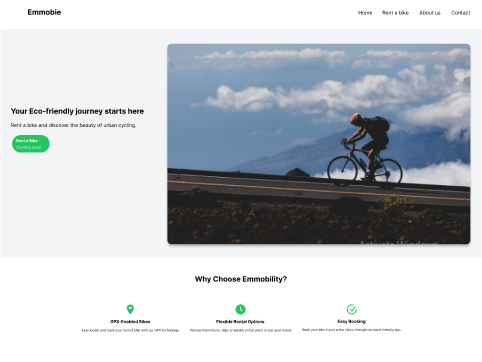 Emmobie
Home Rent a bike About us Contact
Your Eco-friendly journey starts here
Rent a bike and discover the beauty of urban cycling.
Rent a Bike -
Coming soon
Activate Windows
Why Choose Emmobility?
GPS-Enabled Bikes Flexible Rental Options Easy Booking
Easy locate and track your rental bike with our GPS technology. Choose from hourly, daily or weekly rental plans to suit your needs Book your bike in just a few clicks through our user-friendly app.